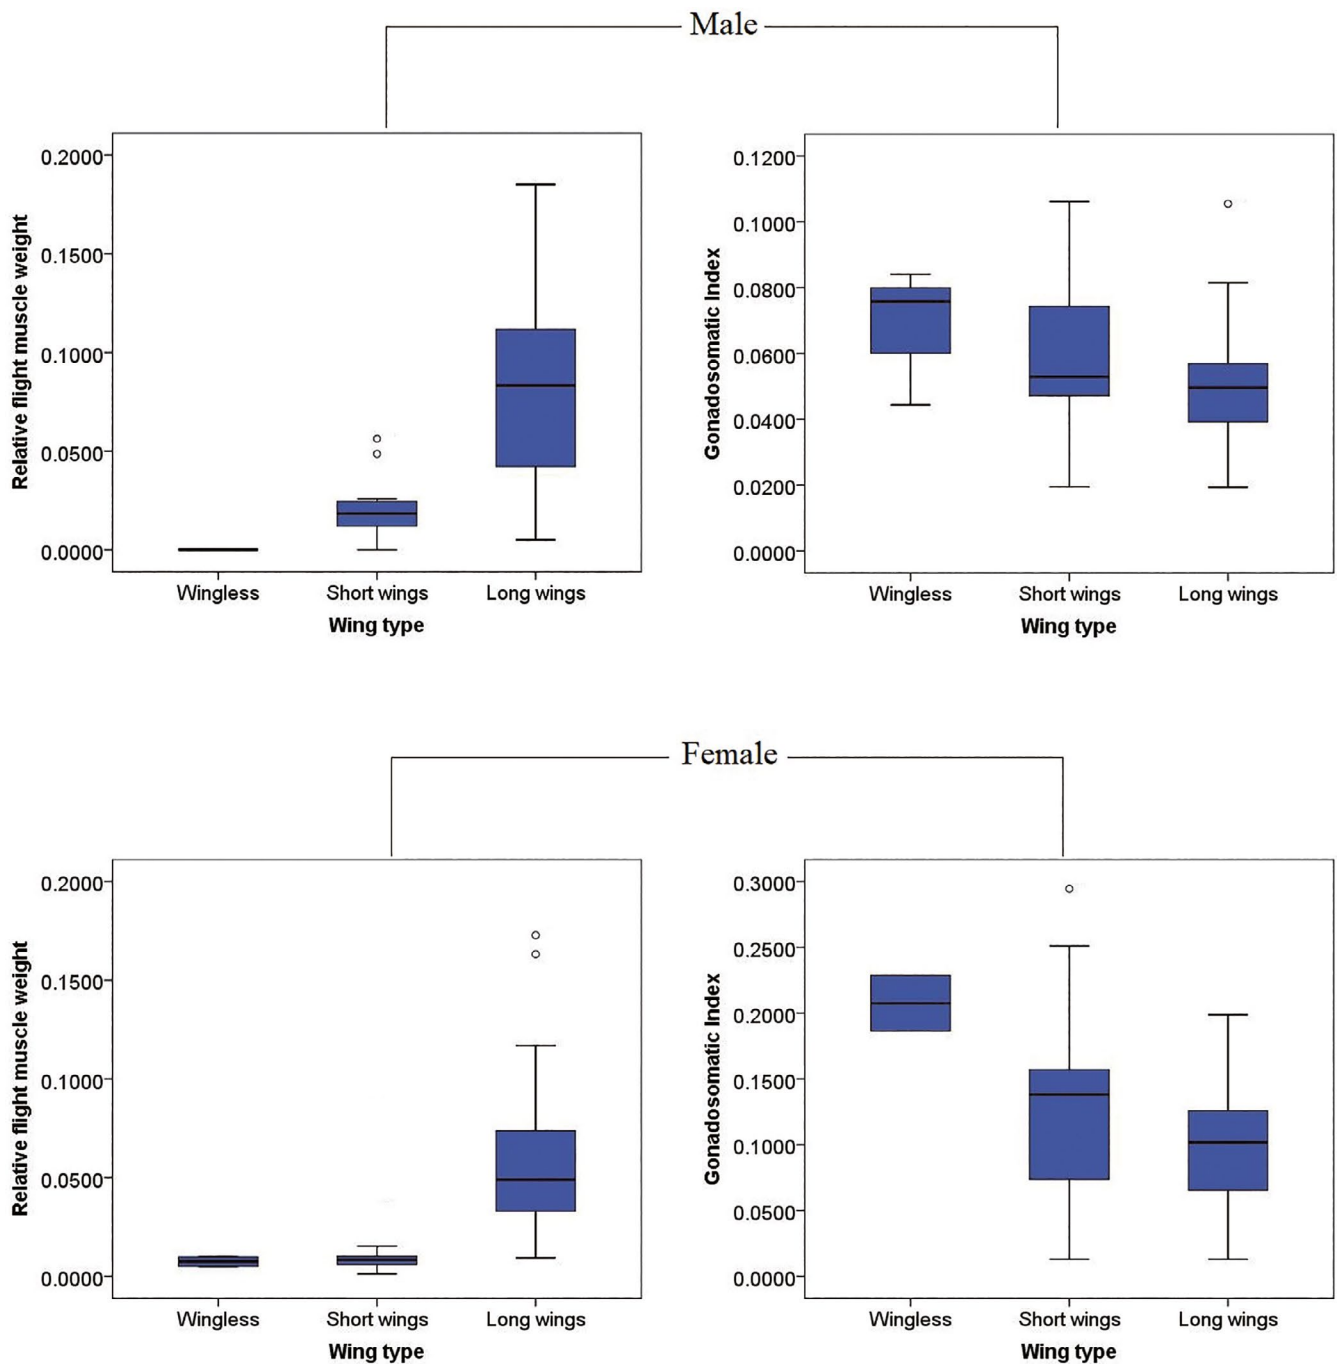 Male
Relative flight muscle weight
0.2000
0.1500
0.1000
0.0500
0.0000
Wingless Short wings Long wings
Wing type
Gonadosomatic Index
0.1200
0.1000
0.0800
0.0600
0.0400
0.0200
0.0000
Wingless Short wings Long wings
Wing type
Female
Relative flight muscle weight
0.2000
0.1500
0.1000
0.0500
0.0000
Wingless Short wings Long wings
Wing type
Gonadosomatic Index
0.3000
0.2500
0.2000
0.1500
0.1000
0.0500
0.0000
Wingless Short wings Long wings
Wing type